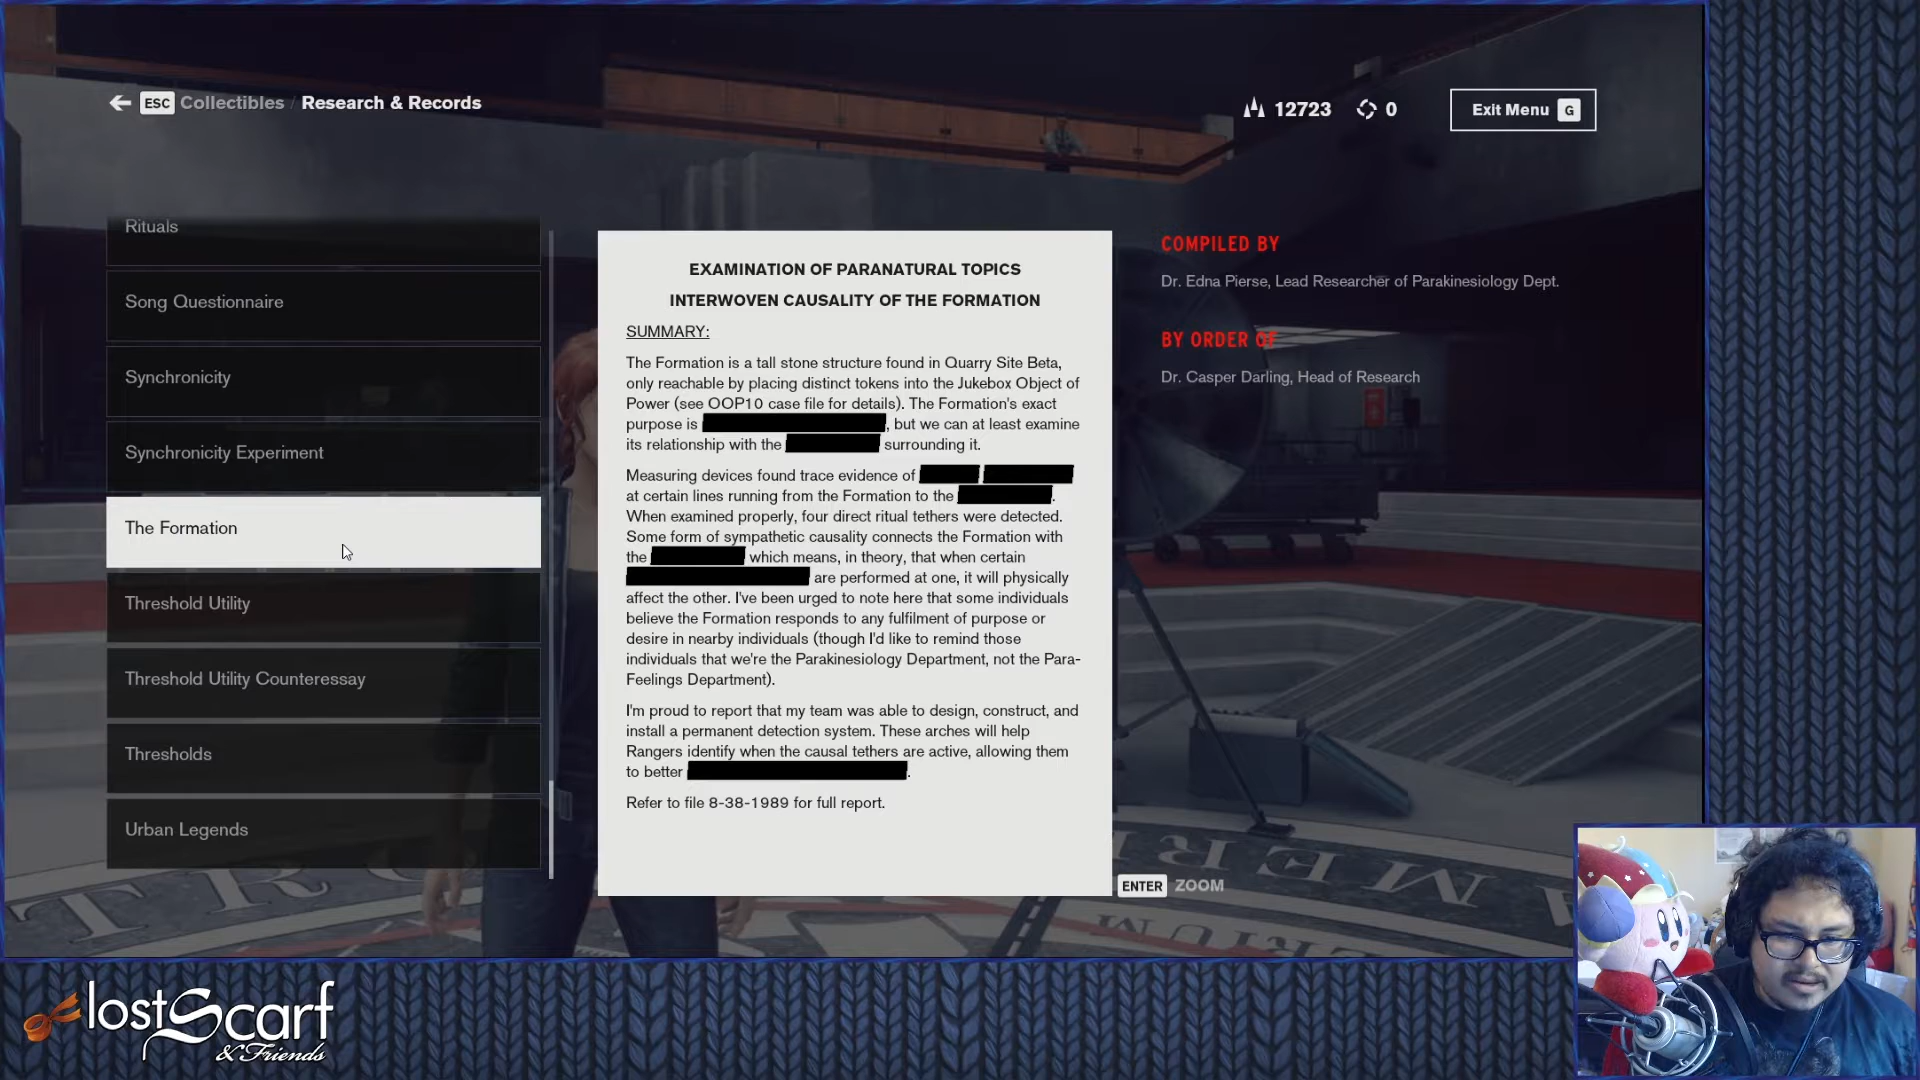 ESC Collectibles / Research & Records
12723
0
Exit Menu G
Rituals
Song Questionnaire
Synchronicity
Synchronicity Experiment
The Formation
Threshold Utility
Threshold Utility Counteressay
Thresholds
Urban Legends
EXAMINATION OF PARANATURAL TOPICS
INTERWOVEN CAUSALITY OF THE FORMATION
SUMMARY:
The Formation is a tall stone structure found in Quarry Site Beta,
only reachable by placing distinct tokens into the Jukebox Object of
Power (see OOP10 case file for details). The Formation's exact
purpose is , but we can at least examine
its relationship with the surrounding it.
Measuring devices found trace evidence of
at certain lines running from the Formation to the .
When examined properly, four direct ritual tethers were detected.
Some form of sympathetic causality connects the Formation with
the which means, in theory, that when certain
are performed at one, it will physically
affect the other. I've been urged to note here that some individuals
believe the Formation responds to any fulfilment of purpose or
desire in nearby individuals (though I'd like to remind those
individuals that we're the Parakinesiology Department, not the Para-
Feelings Department).
I'm proud to report that my team was able to design, construct, and
install a permanent detection system. These arches will help
Rangers identify when the causal tethers are active, allowing them
to better .
Refer to file 8-38-1989 for full report.
COMPILED BY
Dr. Edna Pierse, Lead Researcher of Parakinesiology Dept.
BY ORDER OF
Dr. Casper Darling, Head of Research
ENTER ZOOM
lostScarf
& Friends